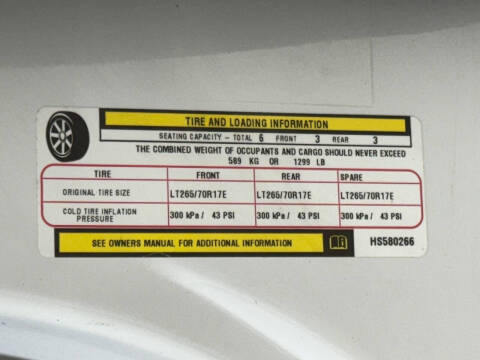 TIRE AND LOADING INFORMATION
SEATING CAPACITY – TOTAL 6 FRONT 3 REAR 3
THE COMBINED WEIGHT OF OCCUPANTS AND CARGO SHOULD NEVER EXCEED
589 KG OR 1299 LB
TIRE FRONT REAR SPARE
ORIGINAL TIRE SIZE LT265/70R17E LT265/70R17E LT265/70R17E
COLD TIRE INFLATION
PRESSURE 300 kPa / 43 PSI 300 kPa / 43 PSI 300 kPa / 43 PSI
SEE OWNERS MANUAL FOR ADDITIONAL INFORMATION HS580266